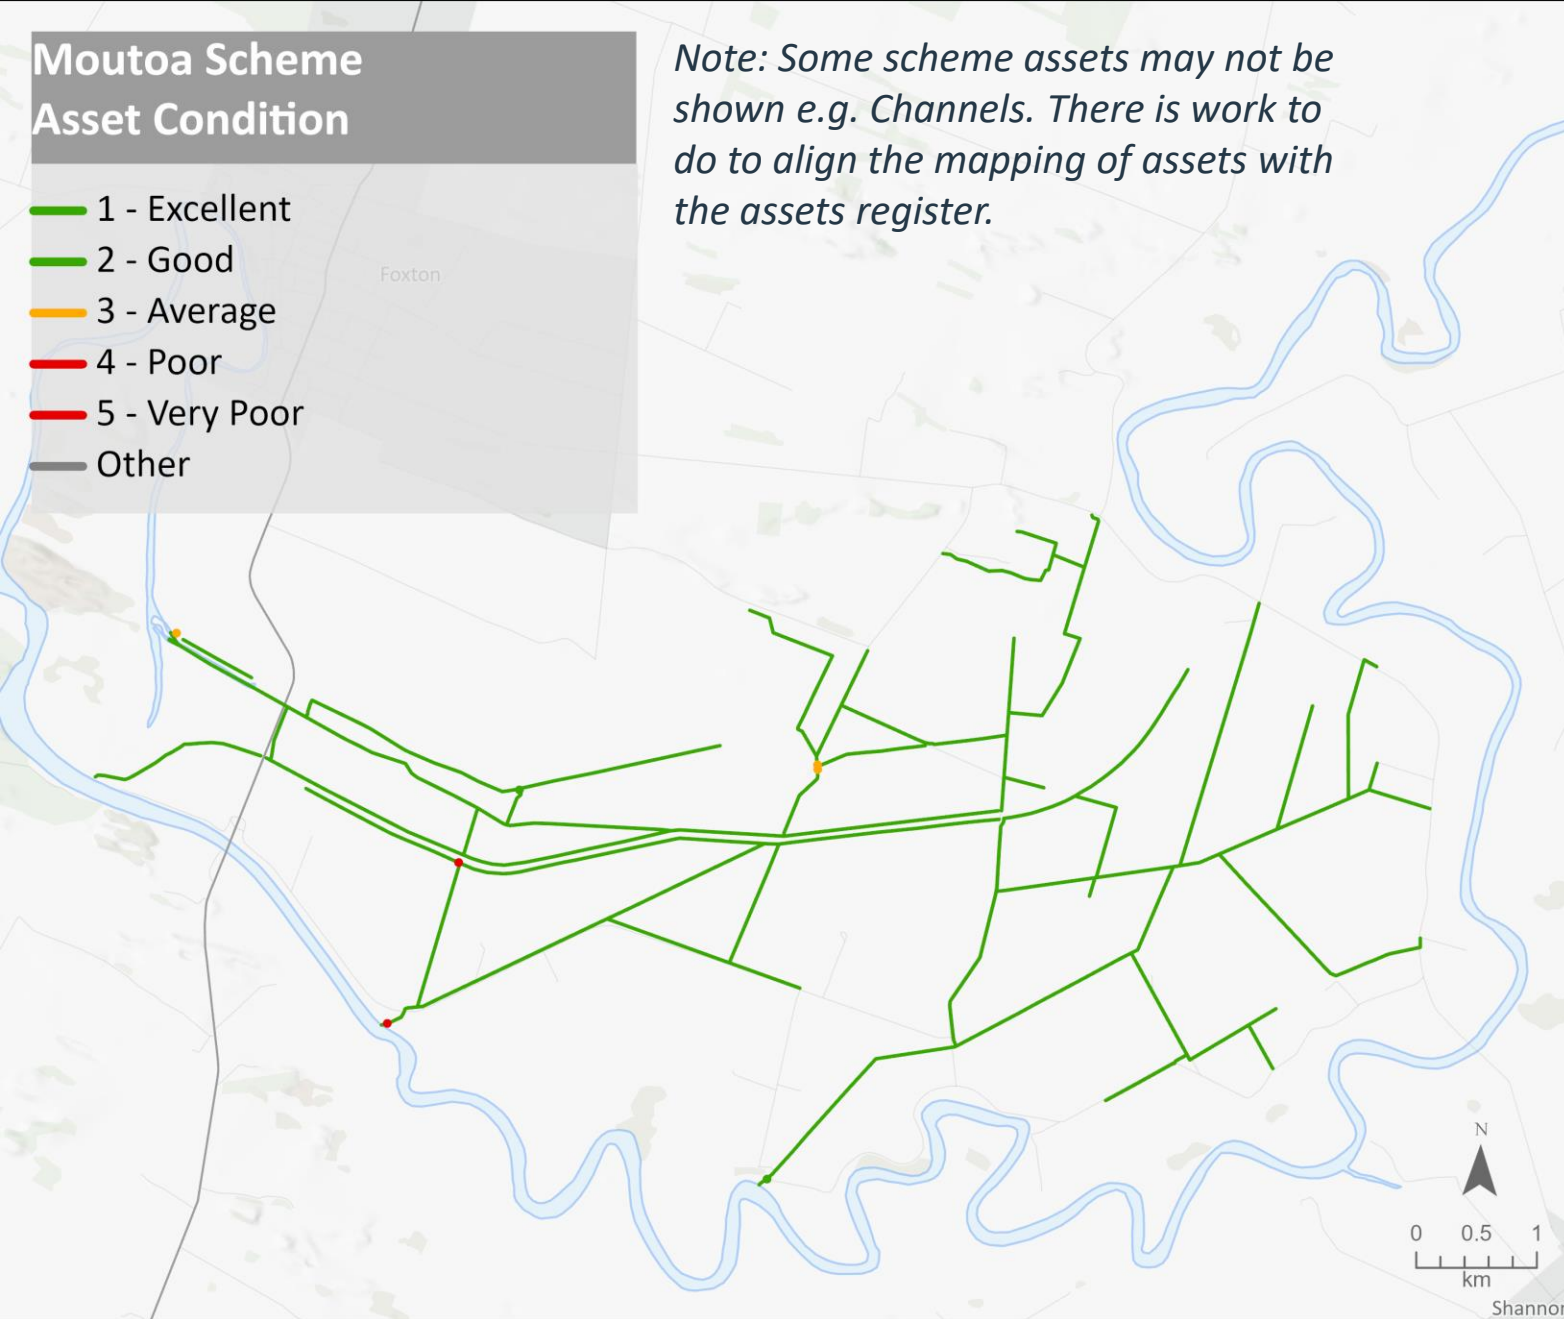 Moutoa Scheme
Asset Condition
1 - Excellent
2 - Good
3 - Average
4 - Poor
5 - Very Poor
Other
Note: Some scheme assets may not be
shown e.g. Channels. There is work to
do to align the mapping of assets with
the assets register.
Foxton
N
0 0.5 1
km
Shannon